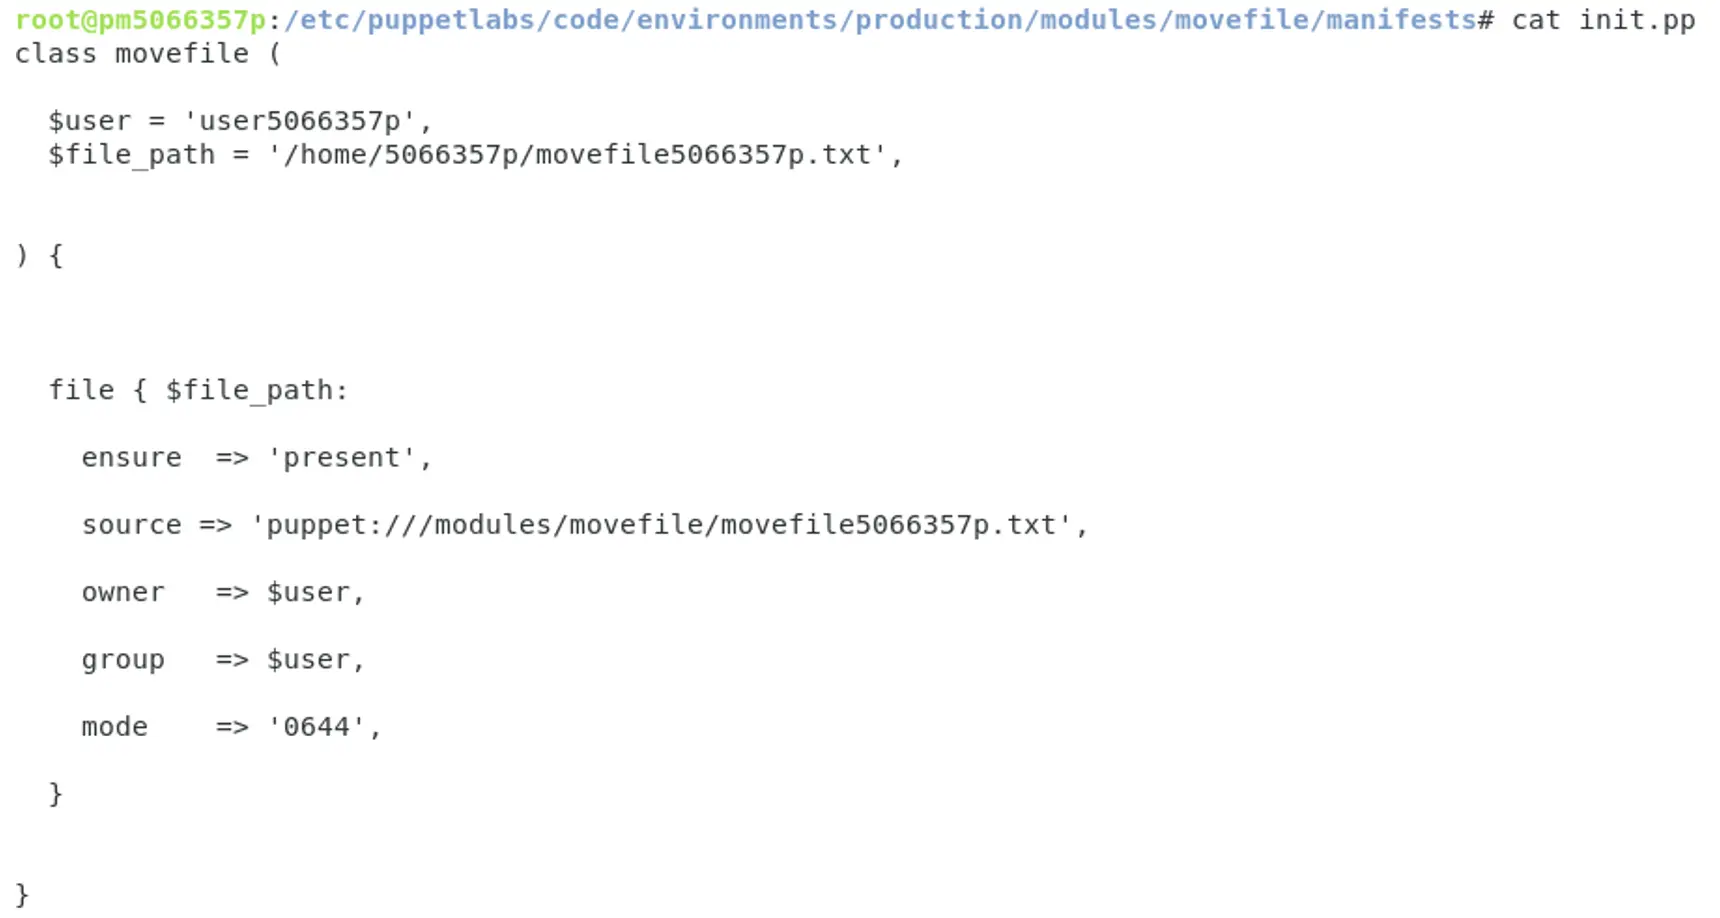 root@pm5066357p:/etc/puppetlabs/code/environments/production/modules/movefile/manifests# cat init.pp
class movefile (
  $user = 'user5066357p',
  $file_path = '/home/5066357p/movefile5066357p.txt',
) {
  file { $file_path:
    ensure  => 'present',
    source => 'puppet:///modules/movefile/movefile5066357p.txt',
    owner   => $user,
    group   => $user,
    mode    => '0644',
  }
}